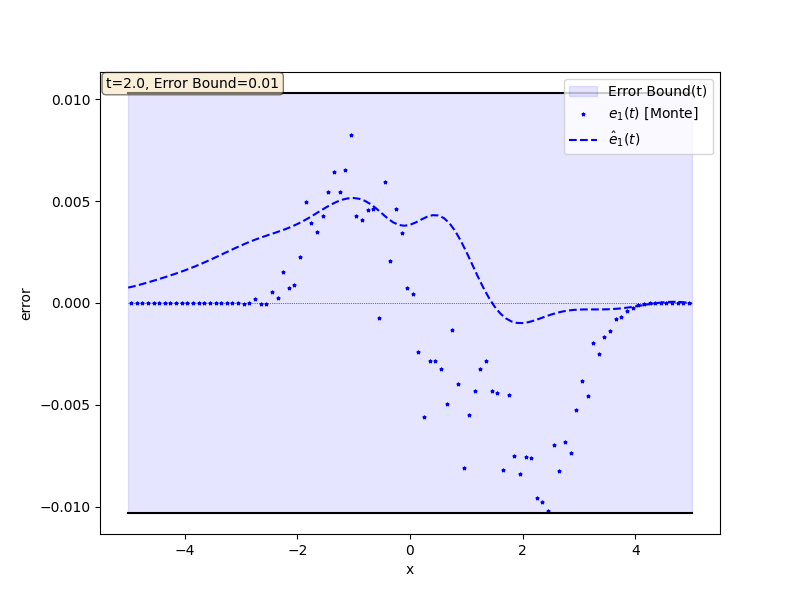 t=2.0, Error Bound=0.01
Error Bound(t)
e₁(t) [Monte]
ê₁(t)
0.010
0.005
0.000
−0.005
−0.010
error
−4
−2
0
2
4
x